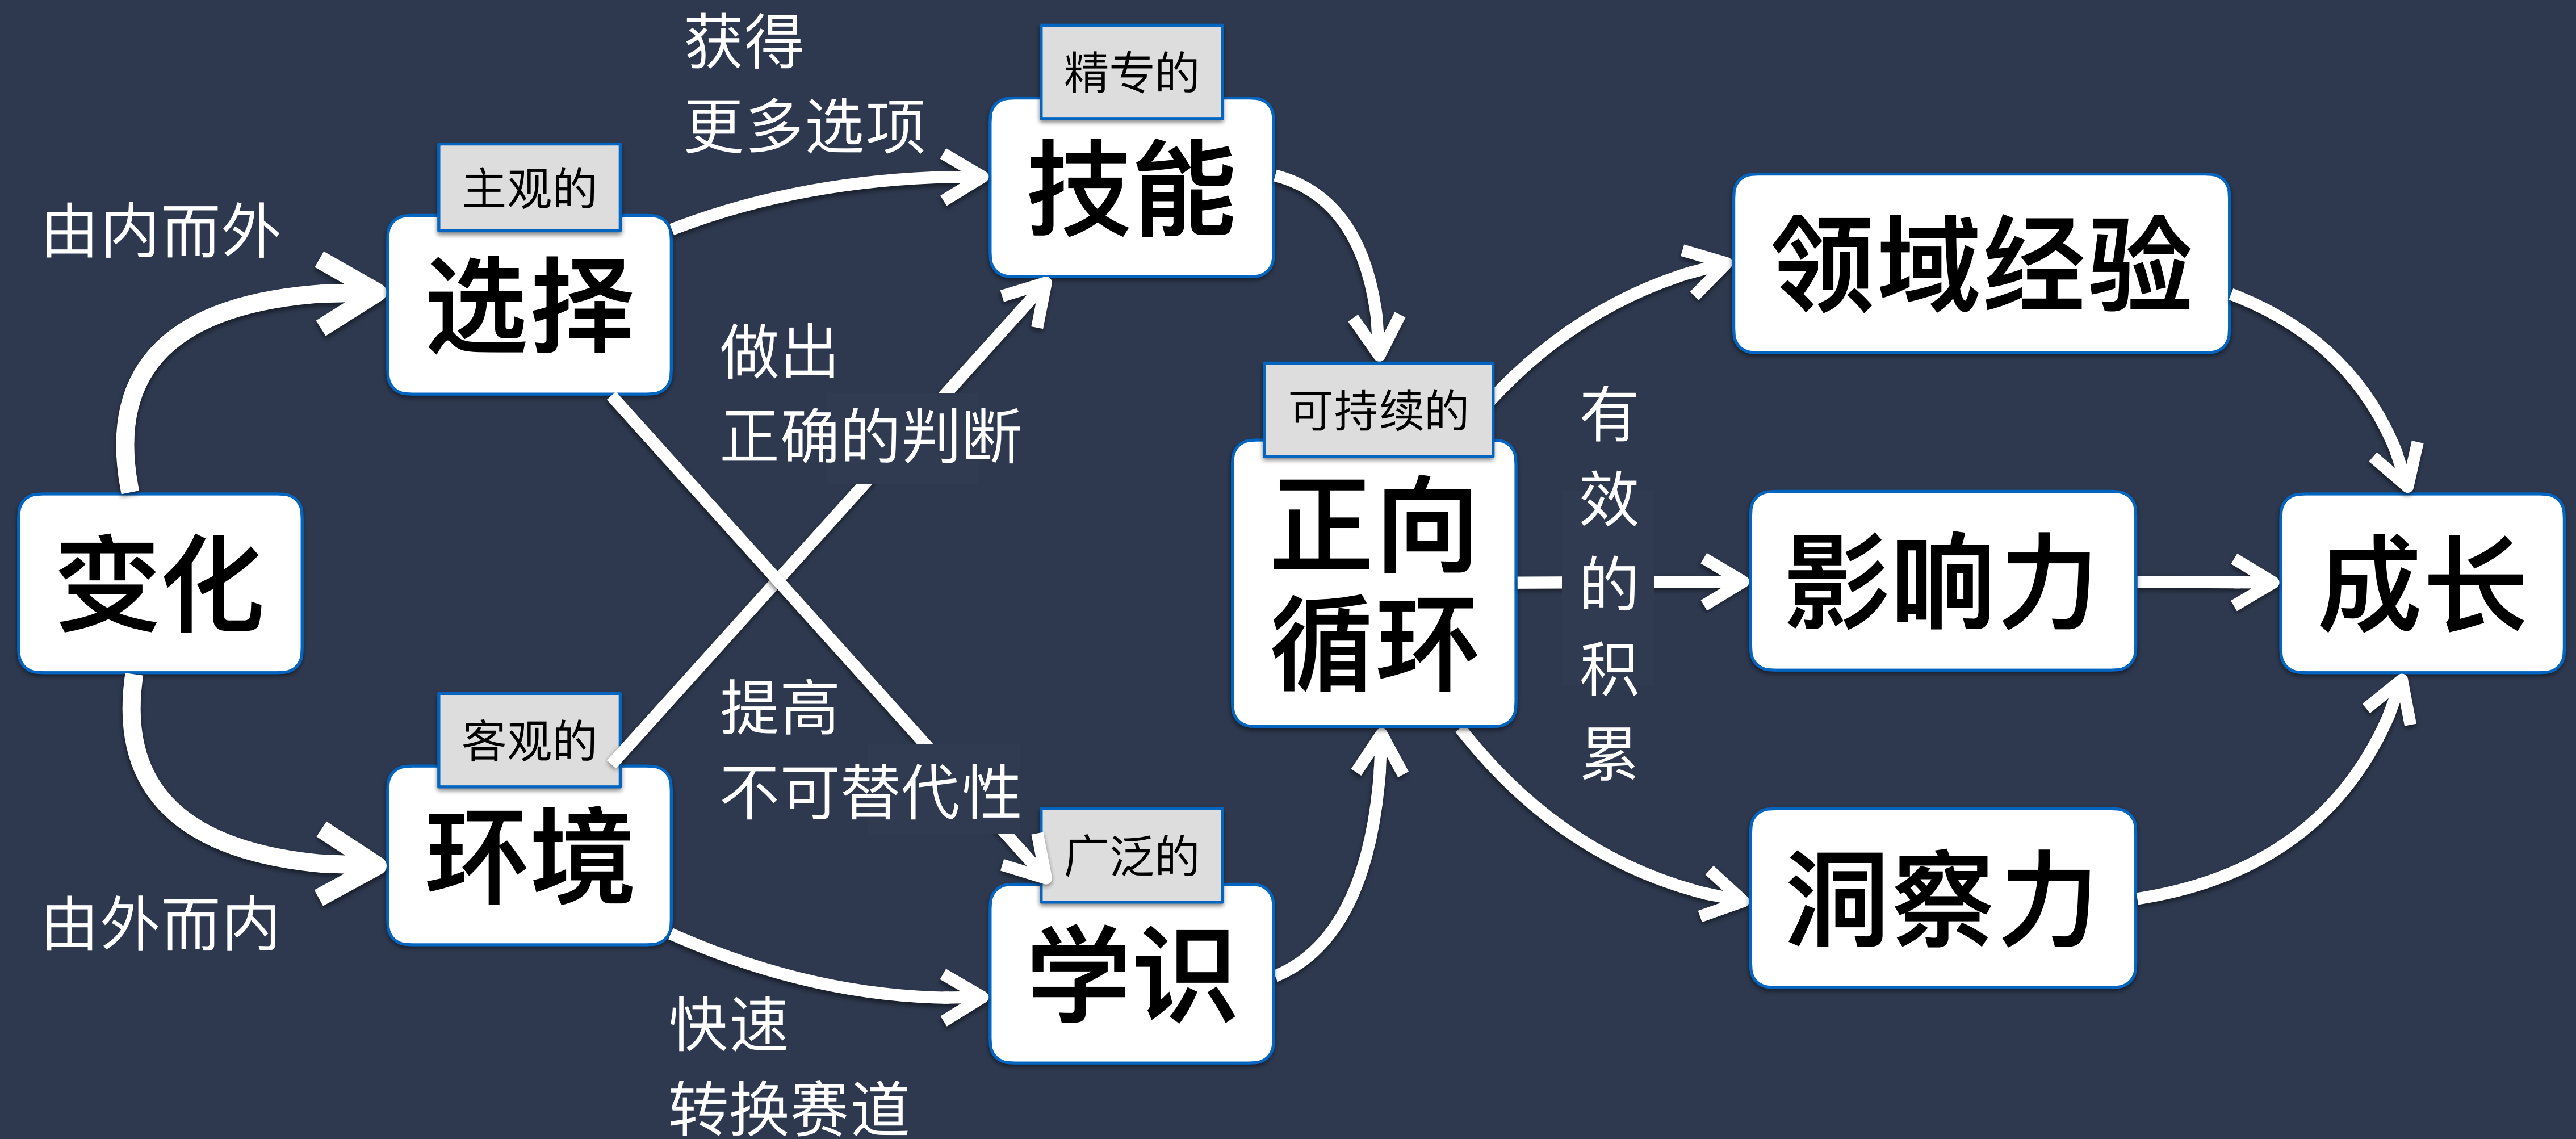 由内而外
变化
由外而内
主观的
选择
客观的
环境
获得
更多选项
做出
正确的判断
提高
不可替代性
快速
转换赛道
精专的
技能
广泛的
学识
可持续的
正向
循环
有
效
的
积
累
领域经验
影响力
洞察力
成长